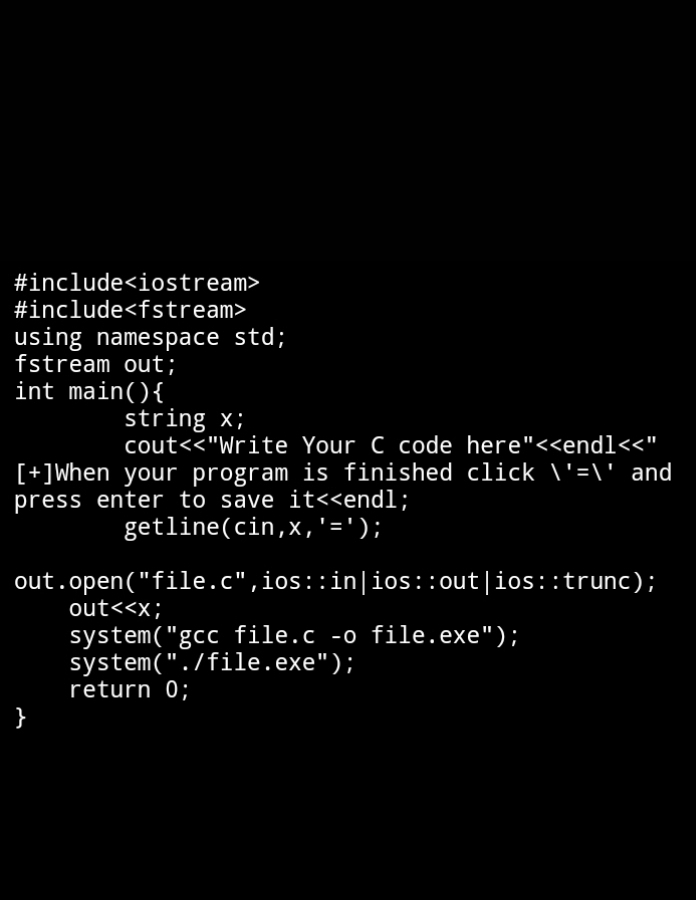 #include<iostream>
#include<fstream>
using namespace std;
fstream out;
int main(){
        string x;
        cout<<"Write Your C code here"<<endl<<"
[+]When your program is finished click \'=\' and
press enter to save it<<endl;
        getline(cin,x,'=');

out.open("file.c",ios::in|ios::out|ios::trunc);
    out<<x;
    system("gcc file.c -o file.exe");
    system("./file.exe");
    return 0;
}